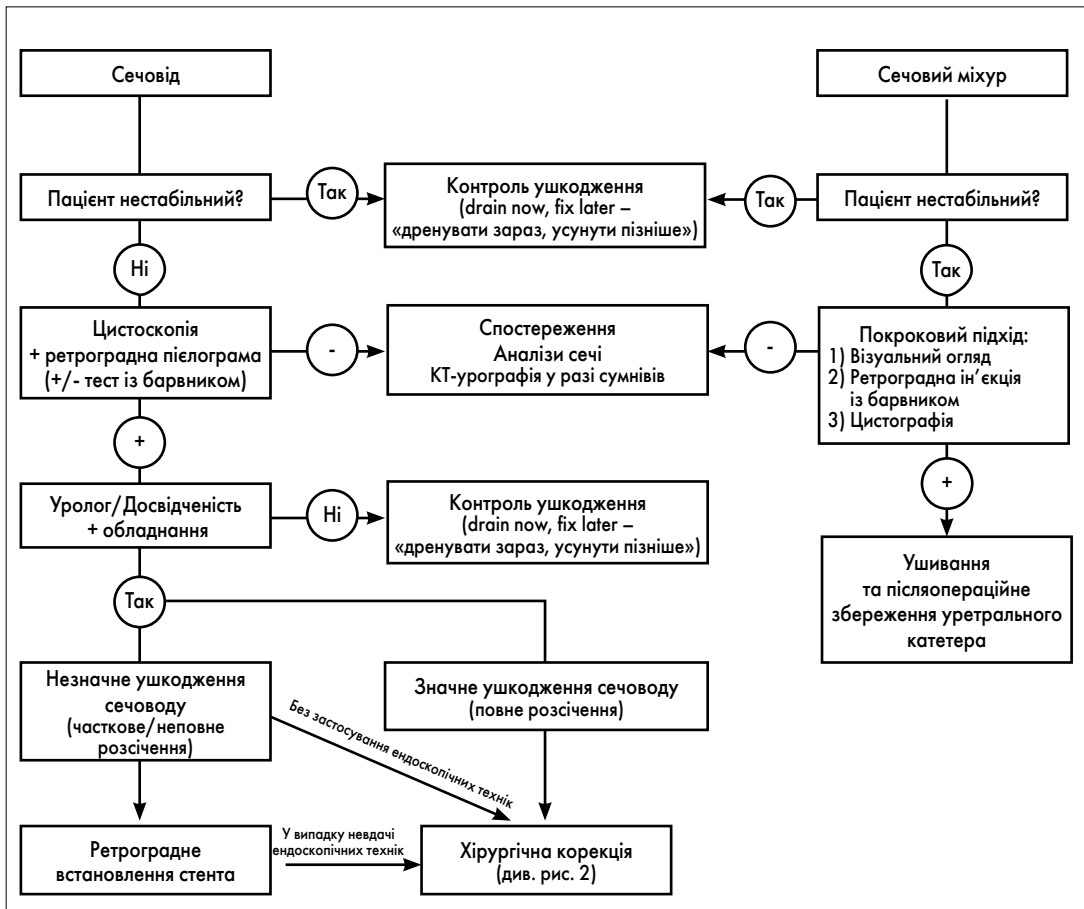 Сечовід
Сечовий міхур
Пацієнт нестабільний?
Так
Контроль ушкодження
(drain now, fix later –
«дренувати зараз, усунути пізніше»)
Так
Пацієнт нестабільний?
Ні
Так
Цистоскопія
+ ретроградна пієлограма
(+/- тест із барвником)
-
Спостереження
Аналізи сечі
КТ-урографія у разі сумнівів
-
Покроковий підхід:
1) Візуальний огляд
2) Ретроградна ін’єкція
із барвником
3) Цистографія
+
+
Уролог/Досвідченість
+ обладнання
Ні
Контроль ушкодження
(drain now, fix later –
«дренувати зараз, усунути пізніше»)
Ушивання
та післяопераційне
збереження уретрального
катетера
Так
Незначне ушкодження
сечоводу
(часткове/неповне
розсічення)
Без застосування ендоскопічних технік
Значне ушкодження сечоводу
(повне розсічення)
Ретроградне
встановлення стента
У випадку невдачі
ендоскопічних технік
Хірургічна корекція
(див. рис. 2)